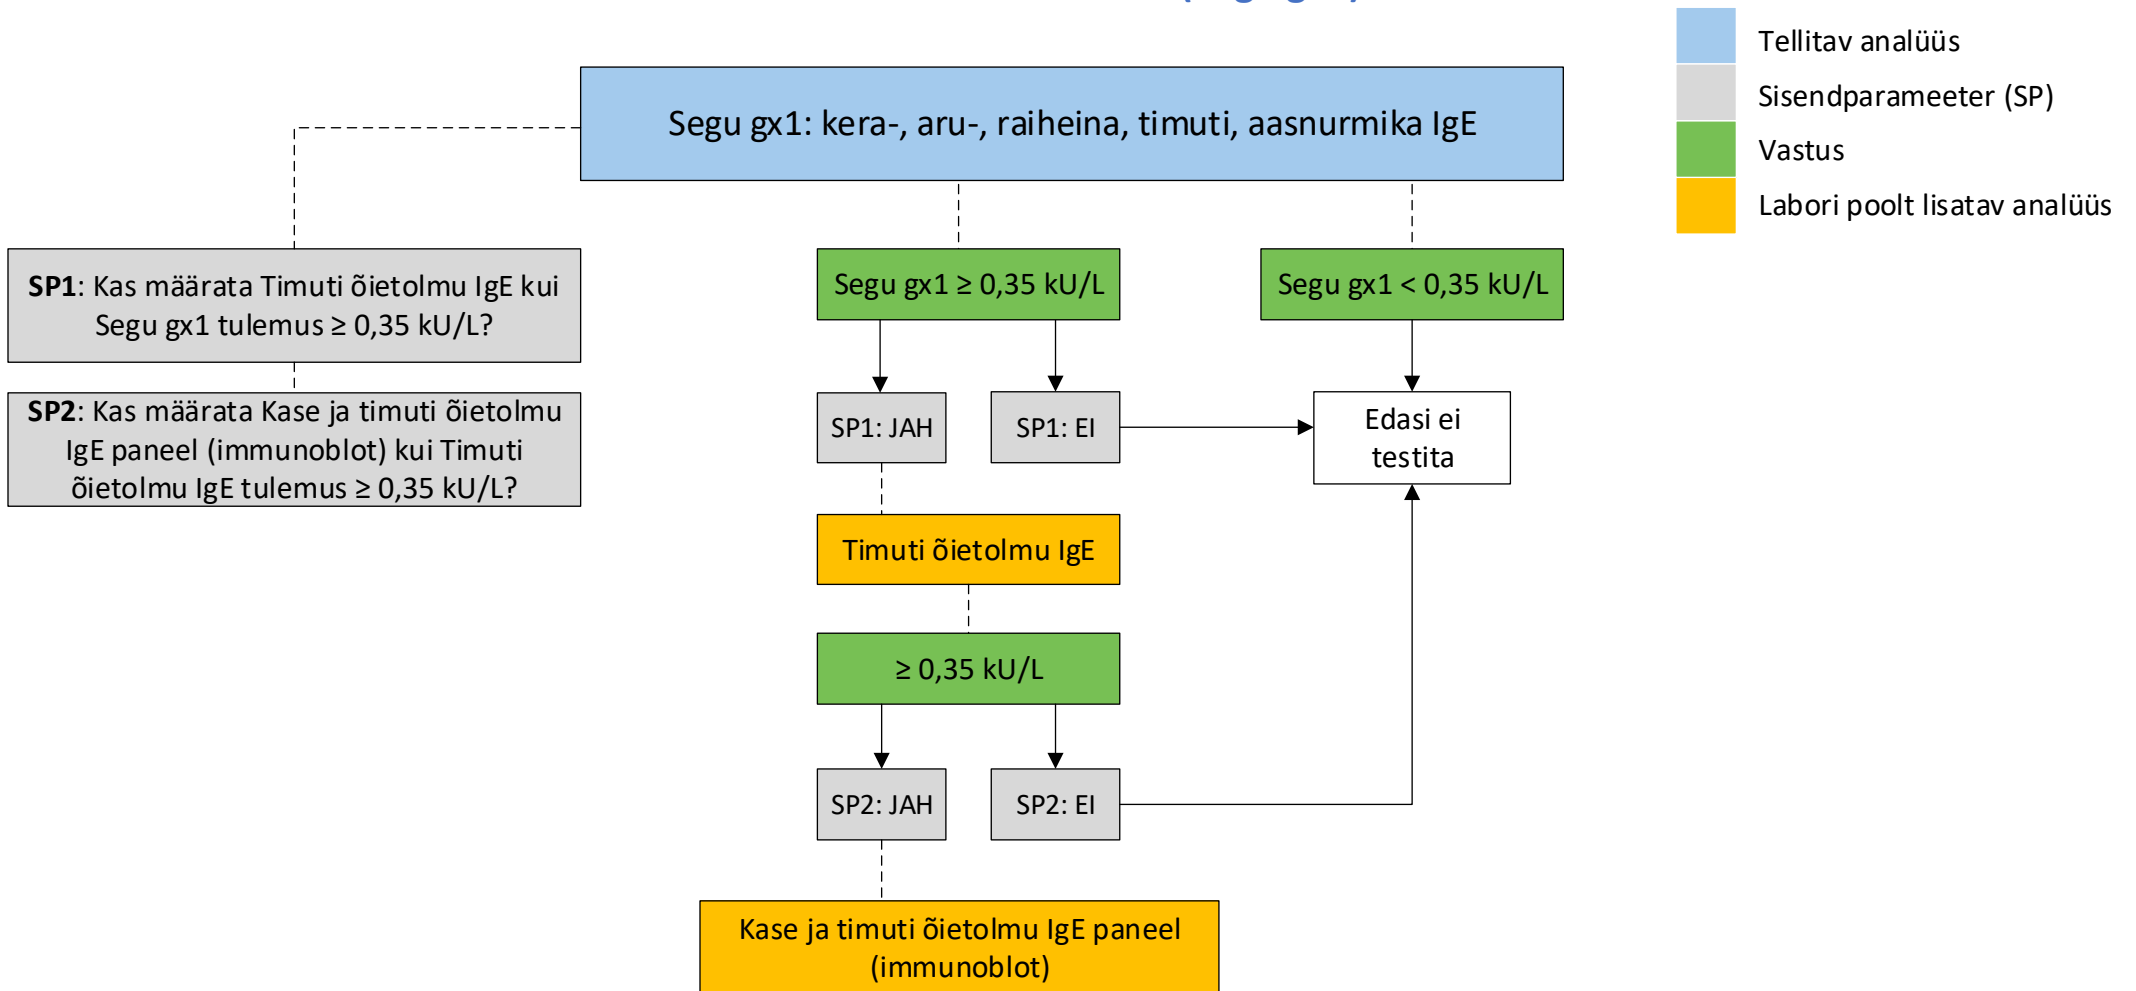 Tellitav analüüs
Sisendparameeter (SP)
Vastus
Labori poolt lisatav analüüs
Segu gx1: kera-, aru-, raiheina, timuti, aasnurmika IgE
SP1: Kas määrata Timuti õietolmu IgE kui
Segu gx1 tulemus ≥ 0,35 kU/L?
SP2: Kas määrata Kase ja timuti õietolmu
IgE paneel (immunoblot) kui Timuti
õietolmu IgE tulemus ≥ 0,35 kU/L?
Segu gx1 ≥ 0,35 kU/L
Segu gx1 < 0,35 kU/L
SP1: JAH
SP1: EI
Edasi ei
testita
Timuti õietolmu IgE
≥ 0,35 kU/L
SP2: JAH
SP2: EI
Kase ja timuti õietolmu IgE paneel
(immunoblot)